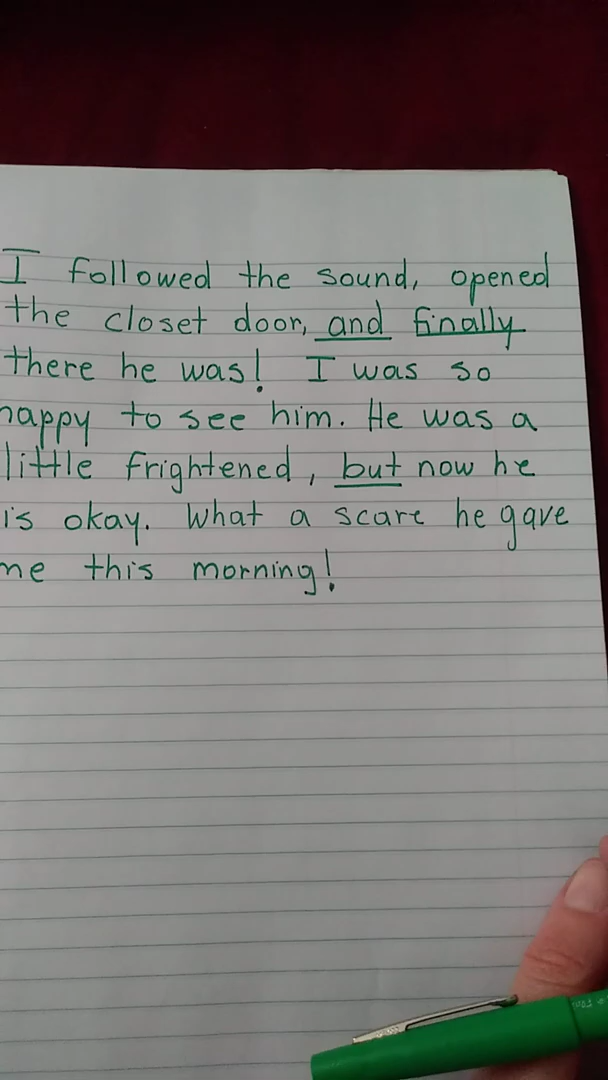 I followed the sound, opened
the closet door, and finally
there he was! I was so
happy to see him. He was a
little frightened, but now he
is okay. What a scare he gave
me this morning!